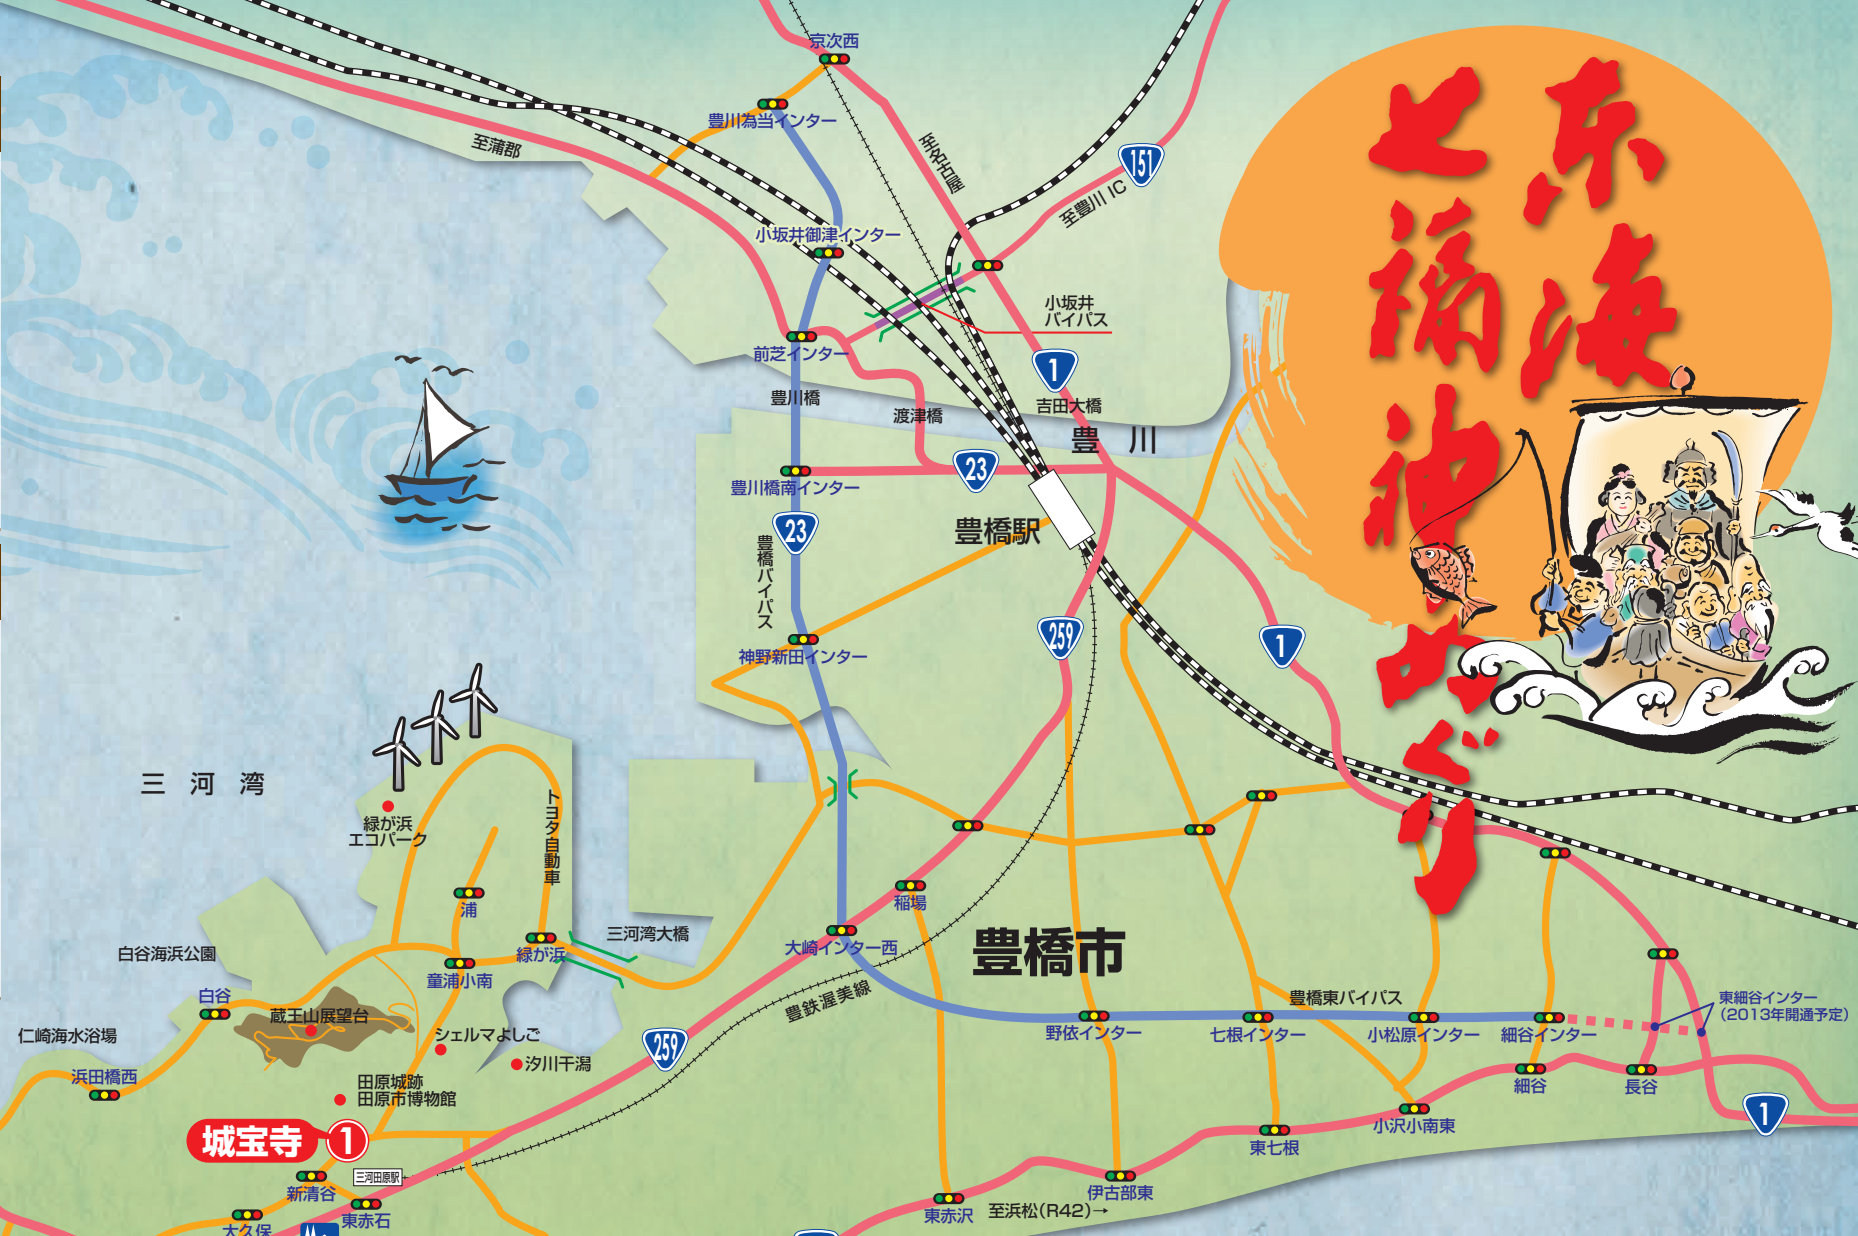 東海
七福神めぐり
京次西
豊川為当インター
至蒲郡
至名古屋
151
至豊川 IC
小坂井御津インター
小坂井
バイパス
前芝インター
1
豊川橋
渡津橋
吉田大橋
豊 川
23
豊川橋南インター
23
豊橋駅
豊橋バイパス
259
1
神野新田インター
三 河 湾
緑が浜
エコパーク
トヨタ自動車
浦
稲場
三河湾大橋
大崎インター西
豊橋市
白谷海浜公園
緑が浜
童浦小南
白谷
豊鉄渥美線
豊橋東バイパス
東細谷インター
(2013年開通予定)
蔵王山展望台
仁崎海水浴場
シェルマよしご
259
野依インター
七根インター
小松原インター
細谷インター
汐川干潟
浜田橋西
田原城跡
田原市博物館
細谷
長谷
1
城宝寺
1
小沢小南東
東七根
三河田原駅
新清谷
伊古部東
東赤石
東赤沢
至浜松(R42)→
大久保